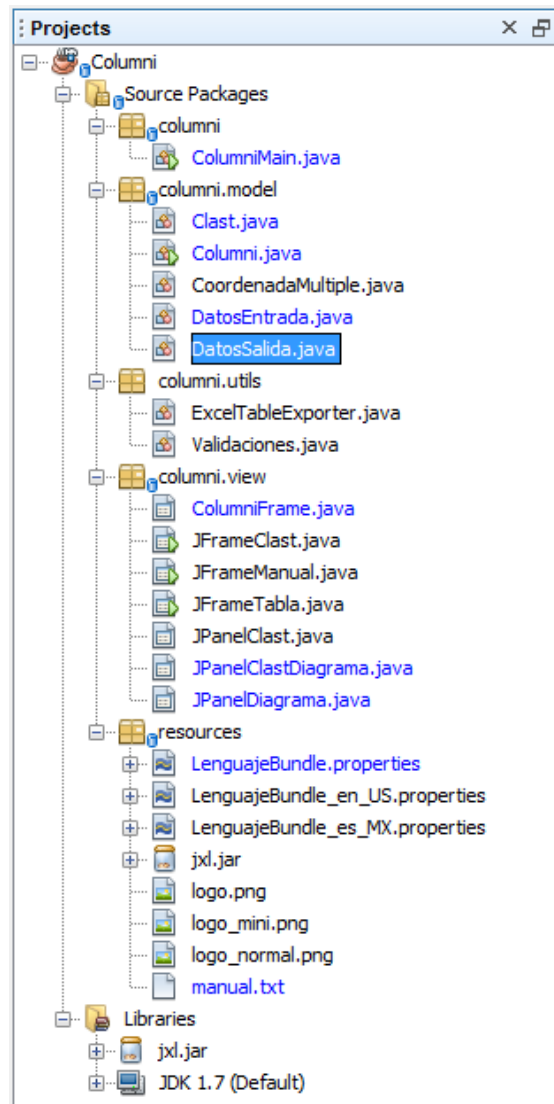 Projects
Columni
Source Packages
columni
ColumniMain.java
columni.model
Clast.java
Columni.java
CoordenadaMultiple.java
DatosEntrada.java
DatosSalida.java
columni.utils
ExcelTableExporter.java
Validaciones.java
columni.view
ColumniFrame.java
JFrameClast.java
JFrameManual.java
JFrameTabla.java
JPanelClast.java
JPanelClastDiagrama.java
JPanelDiagrama.java
resources
LenguajeBundle.properties
LenguajeBundle_en_US.properties
LenguajeBundle_es_MX.properties
jxl.jar
logo.png
logo_mini.png
logo_normal.png
manual.txt
Libraries
jxl.jar
JDK 1.7 (Default)